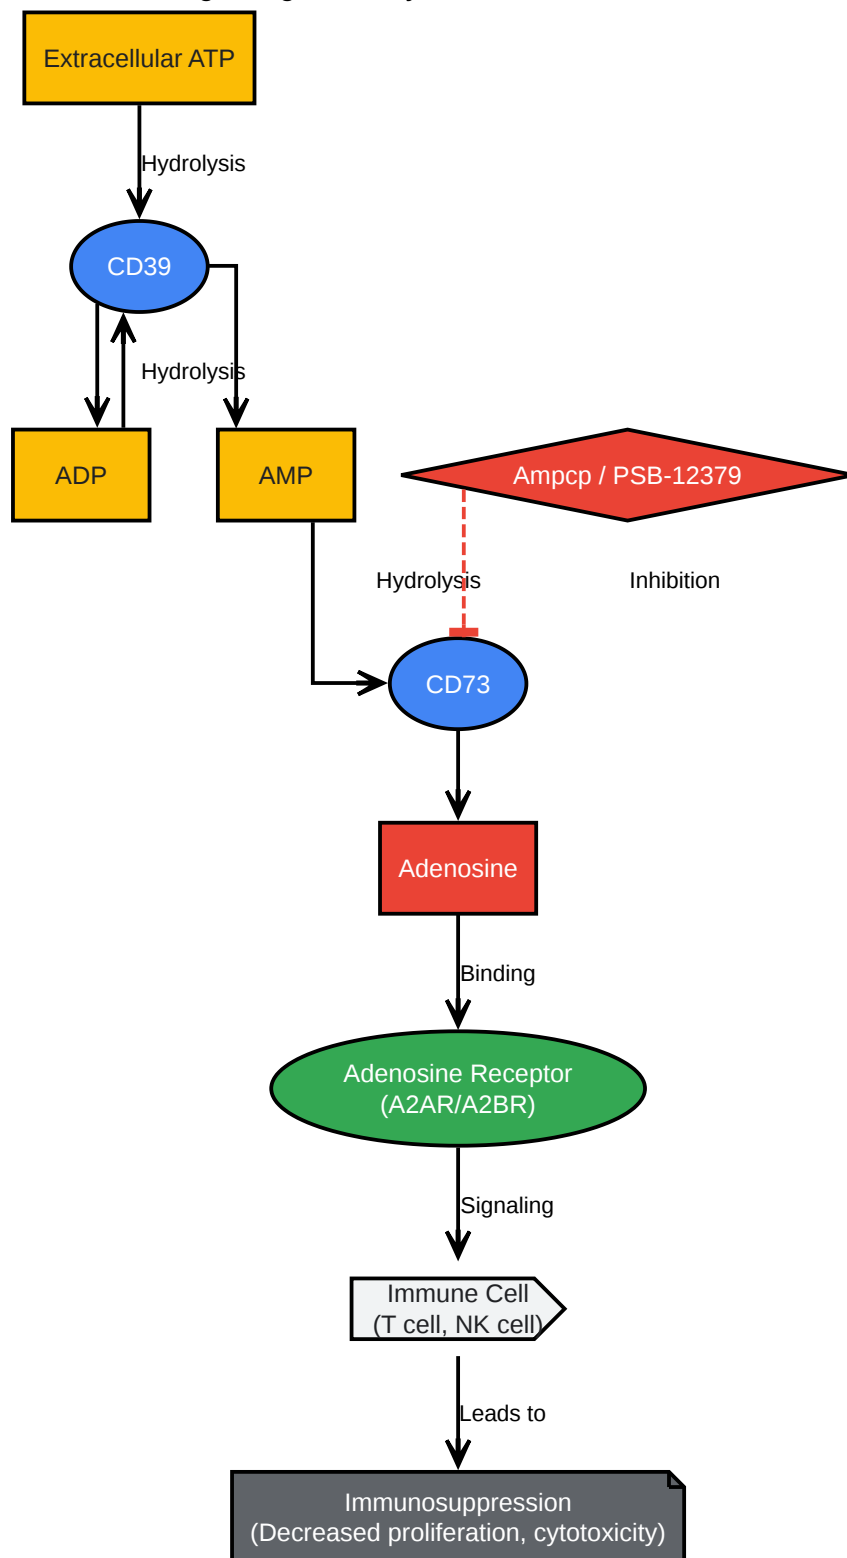 Extracellular ATP
Hydrolysis
CD39
Hydrolysis
ADP
AMP
Ampcp / PSB-12379
Hydrolysis
Inhibition
CD73
Adenosine
Binding
Adenosine Receptor
(A2AR/A2BR)
Signaling
Immune Cell
(T cell, NK cell)
Leads to
Immunosuppression
(Decreased proliferation, cytotoxicity)